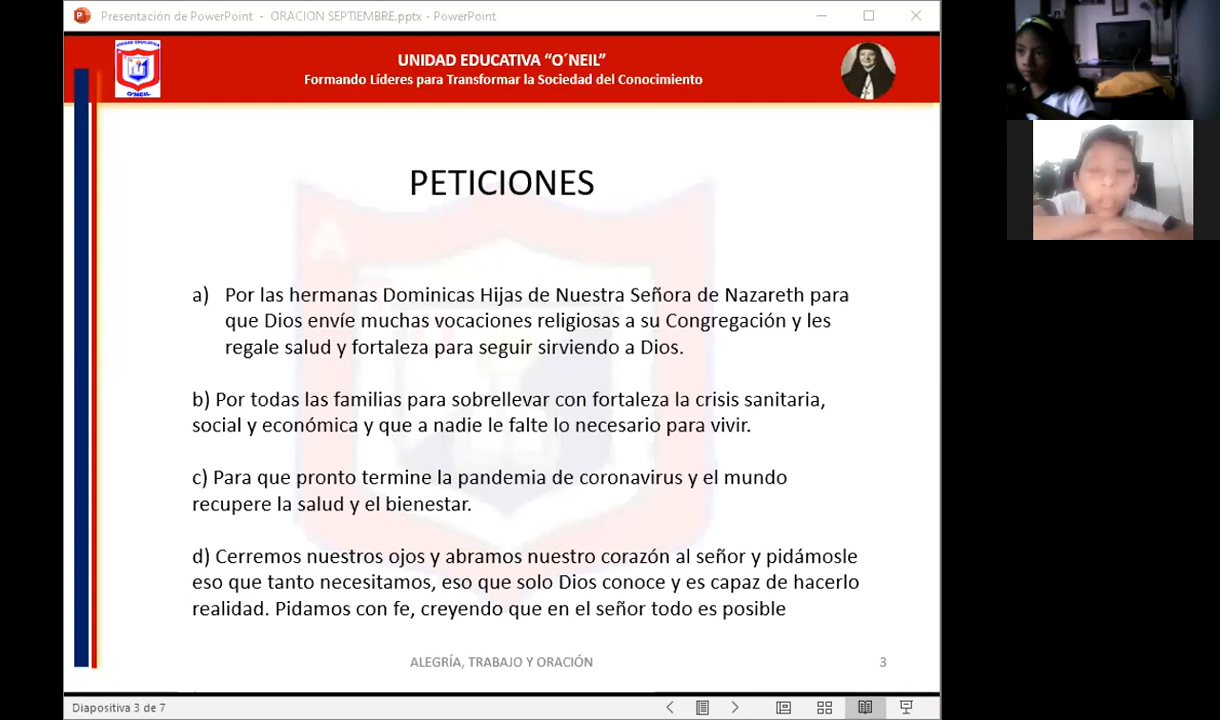 Presentación de PowerPoint - ORACION SEPTIEMBRE.pptx - PowerPoint
UNIDAD EDUCATIVA “O´NEIL”
Formando Líderes para Transformar la Sociedad del Conocimiento
O´NEIL
PETICIONES
a) Por las hermanas Dominicas Hijas de Nuestra Señora de Nazareth para
que Dios envíe muchas vocaciones religiosas a su Congregación y les
regale salud y fortaleza para seguir sirviendo a Dios.
b) Por todas las familias para sobrellevar con fortaleza la crisis sanitaria,
social y económica y que a nadie le falte lo necesario para vivir.
c) Para que pronto termine la pandemia de coronavirus y el mundo
recupere la salud y el bienestar.
d) Cerremos nuestros ojos y abramos nuestro corazón al señor y pidámosle
eso que tanto necesitamos, eso que solo Dios conoce y es capaz de hacerlo
realidad. Pidamos con fe, creyendo que en el señor todo es posible
ALEGRÍA, TRABAJO Y ORACIÓN
3
Diapositiva 3 de 7